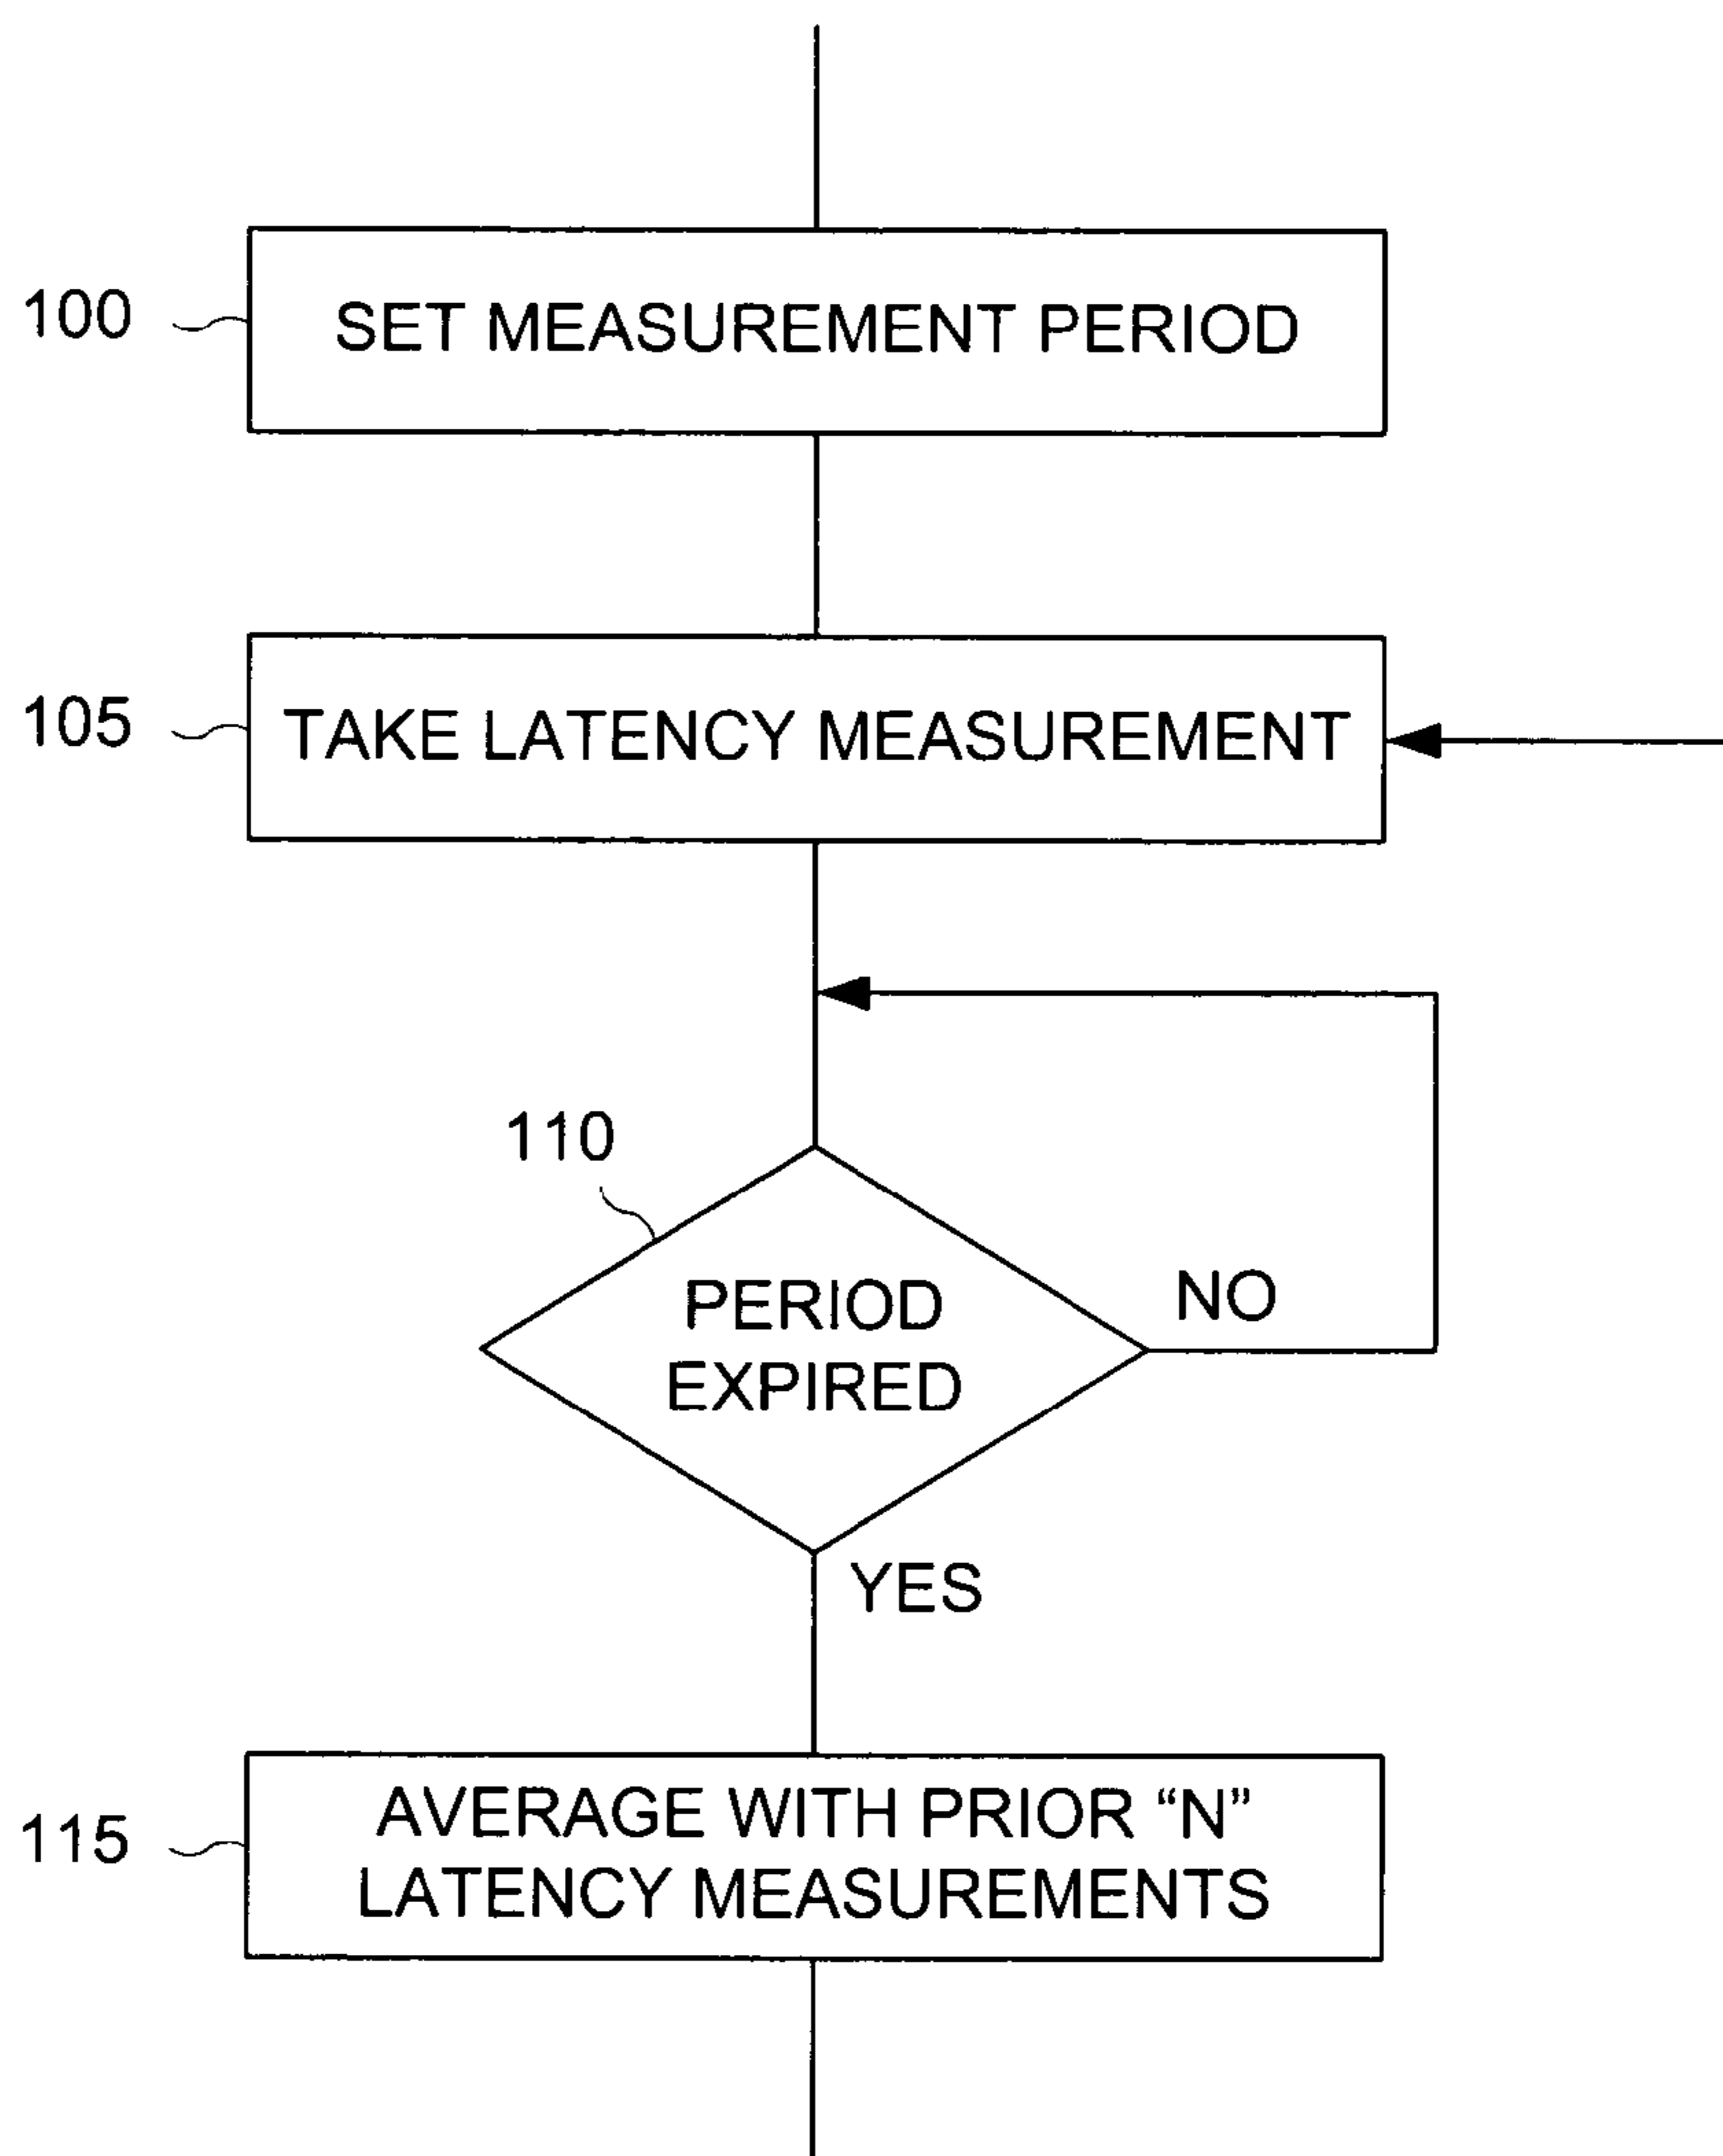 100
SET MEASUREMENT PERIOD
105
TAKE LATENCY MEASUREMENT
110
PERIOD
EXPIRED
NO
YES
115
AVERAGE WITH PRIOR “N”
LATENCY MEASUREMENTS